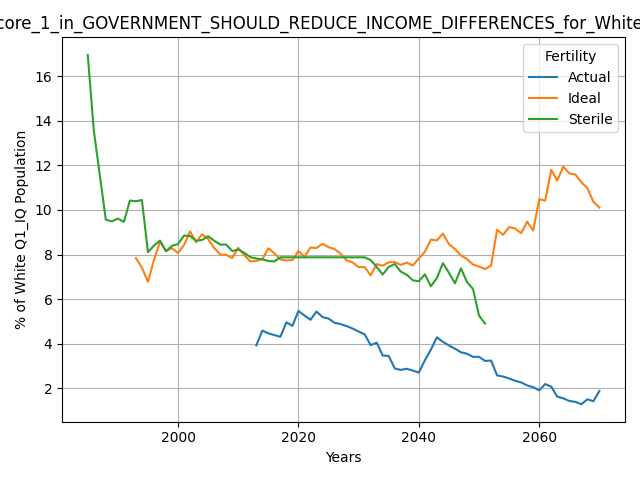 core_1_in_GOVERNMENT_SHOULD_REDUCE_INCOME_DIFFERENCES_for_White
Fertility
Actual
Ideal
Sterile
16
14
12
10
8
6
4
2
% of White Q1_IQ Population
2000
2020
2040
2060
Years